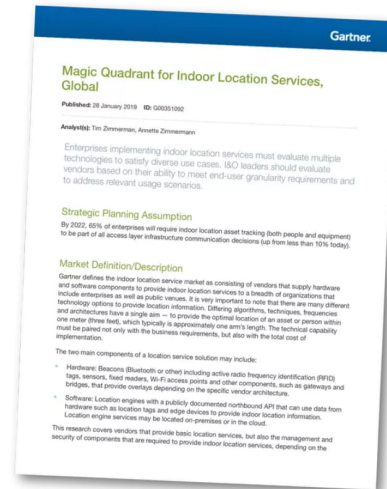 Gartner.
Magic Quadrant for Indoor Location Services,
Global
Published: 28 January 2019 ID: G00351092
Analyst(s): Tim Zimmerman, Annette Zimmermann
Enterprises implementing indoor location services must evaluate multiple
technologies to satisfy diverse use cases. I&O leaders should evaluate
vendors based on their ability to meet end-user granularity requirements and
to address relevant usage scenarios.
Strategic Planning Assumption
By 2022, 65% of enterprises will require indoor location asset tracking (both people and equipment)
to be part of all access layer infrastructure communication decisions (up from less than 10% today).
Market Definition/Description
Gartner defines the indoor location service market as consisting of vendors that supply hardware
and software components to provide indoor location services to a breadth of organizations that
include enterprises as well as public venues. It is very important to note that there are many different
technology options to provide location information. Differing algorithms, techniques, frequencies
and architectures have a single aim — to provide the optimal location of an asset or person within
one meter (three feet), which typically is approximately one arm's length. The technical capability
must be paired not only with the business requirements, but also with the total cost of
implementation.
The two main components of a location service solution may include:
Hardware: Beacons (Bluetooth or other) including active radio frequency identification (RFID)
tags, sensors, fixed readers, Wi-Fi access points and other components, such as gateways and
bridges, that provide overlays depending on the specific vendor architecture.
Software: Location engines with a publicly documented northbound API that can use data from
hardware such as location tags and edge devices to provide indoor location information.
Location engine services may be located on-premises or in the cloud.
This research covers vendors that provide basic location services, but also the management and
security of components that are required to provide indoor location services, depending on the